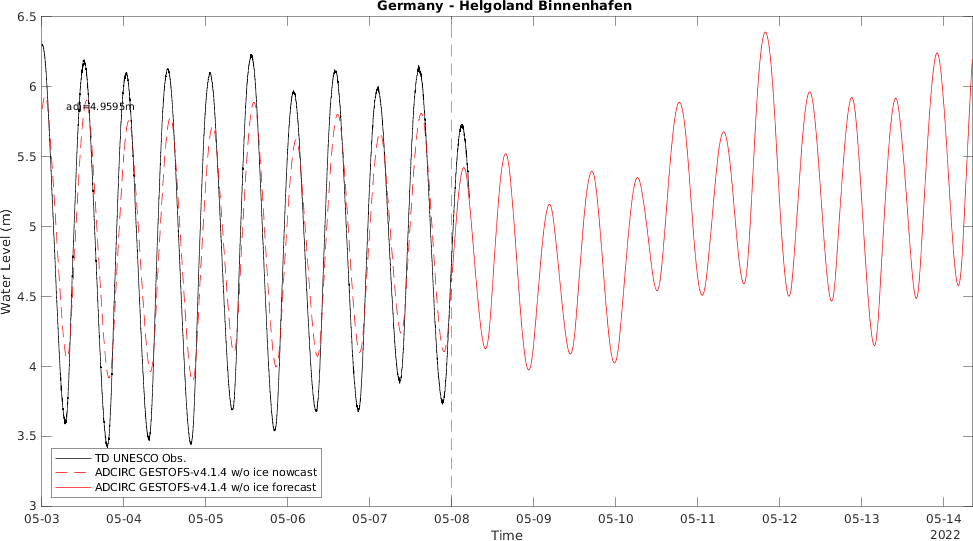 Germany - Helgoland Binnenhafen
6.5
6
5.5
5
4.5
4
3.5
3
Water Level (m)
adj=4.9595m
TD UNESCO Obs.
ADCIRC GESTOFS-v4.1.4 w/o ice nowcast
ADCIRC GESTOFS-v4.1.4 w/o ice forecast
05-03 05-04 05-05 05-06 05-07 05-08 05-09 05-10 05-11 05-12 05-13 05-14
2022
Time